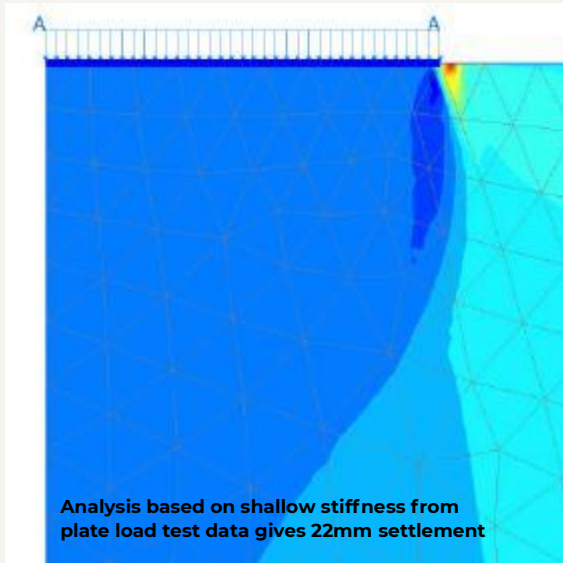 A A
Analysis based on shallow stiffness from
plate load test data gives 22mm settlement